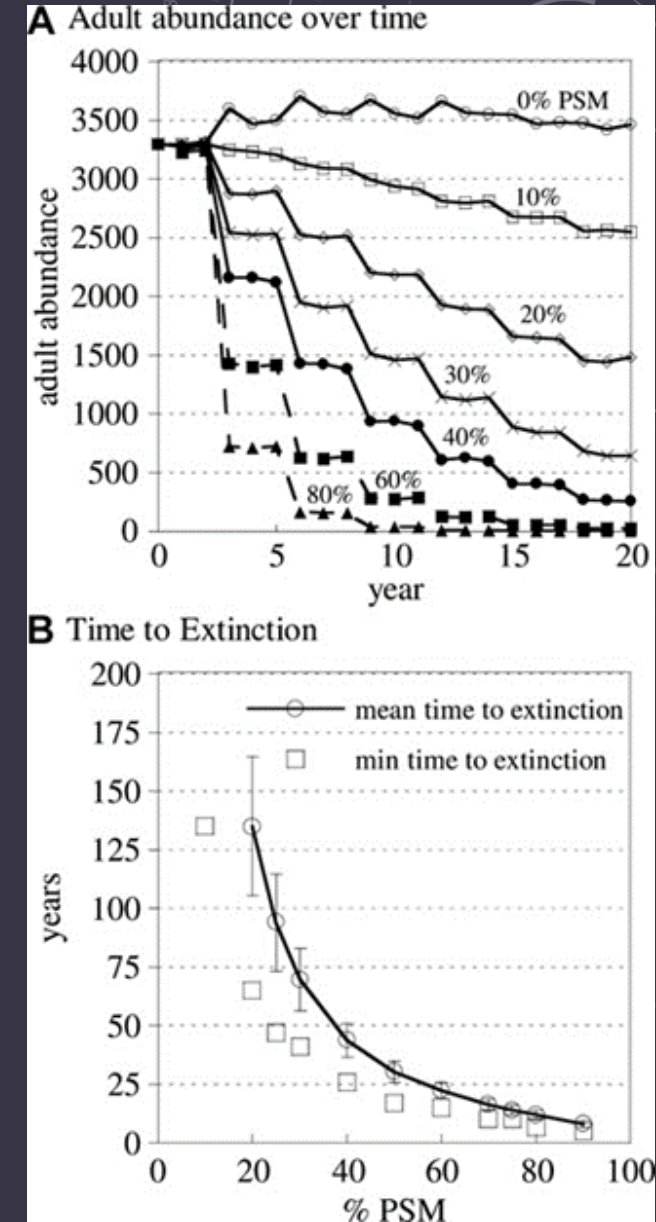 A Adult abundance over time
4000
3500
3000
2500
2000
1500
1000
500
0
adult abundance
0% PSM
10%
20%
30%
40%
60%
80%
0 5 10 15 20
year
B Time to Extinction
200
175
150
125
100
75
50
25
0
years
mean time to extinction
min time to extinction
0 20 40 60 80 100
% PSM